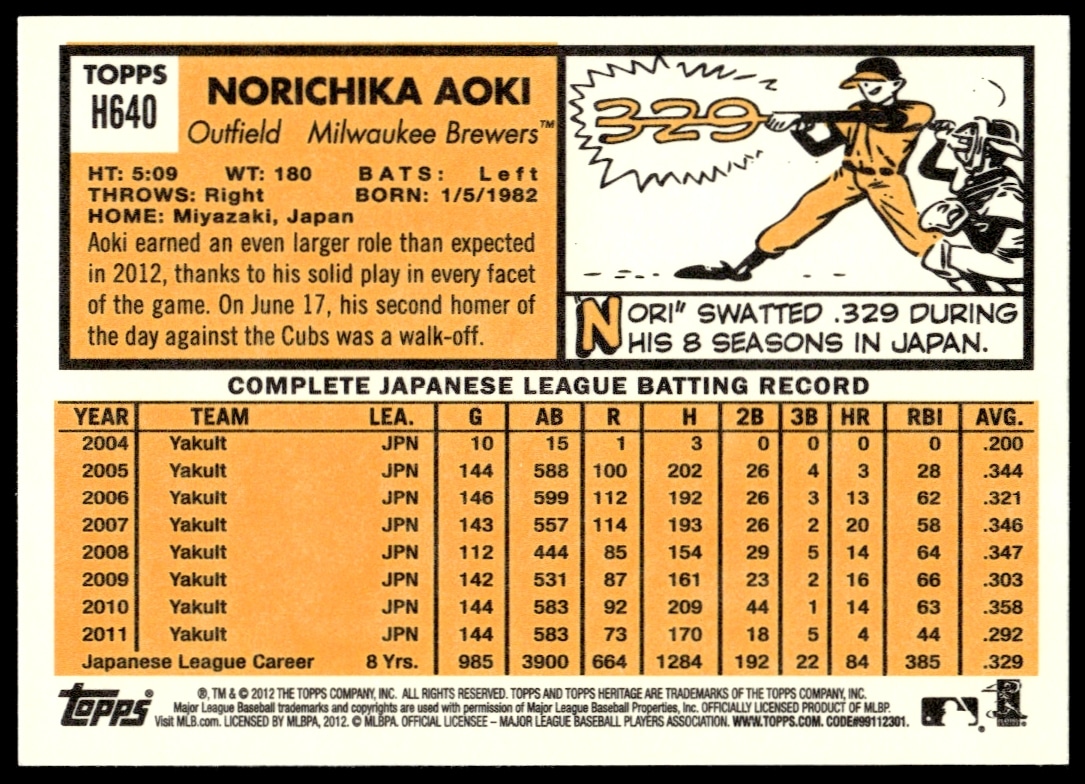 TOPPS
H640
NORICHIKA AOKI
Outfield Milwaukee Brewers™
HT: 5:09 WT: 180 BATS: Left
THROWS: Right BORN: 1/5/1982
HOME: Miyazaki, Japan
Aoki earned an even larger role than expected
in 2012, thanks to his solid play in every facet
of the game. On June 17, his second homer of
the day against the Cubs was a walk-off.
329
"NORI" SWATTED .329 DURING
HIS 8 SEASONS IN JAPAN.
COMPLETE JAPANESE LEAGUE BATTING RECORD
YEAR TEAM LEA. G AB R H 2B 3B HR RBI AVG.
2004 Yakult JPN 10 15 1 3 0 0 0 0 .200
2005 Yakult JPN 144 588 100 202 26 4 3 28 .344
2006 Yakult JPN 146 599 112 192 26 3 13 62 .321
2007 Yakult JPN 143 557 114 193 26 2 20 58 .346
2008 Yakult JPN 112 444 85 154 29 5 14 64 .347
2009 Yakult JPN 142 531 87 161 23 2 16 66 .303
2010 Yakult JPN 144 583 92 209 44 1 14 63 .358
2011 Yakult JPN 144 583 73 170 18 5 4 44 .292
Japanese League Career 8 Yrs. 985 3900 664 1284 192 22 84 385 .329
Topps®
®, TM & © 2012 THE TOPPS COMPANY, INC. ALL RIGHTS RESERVED. TOPPS AND TOPPS HERITAGE ARE TRADEMARKS OF THE TOPPS COMPANY, INC.
Major League Baseball trademarks and copyrights are used with permission of Major League Baseball Properties, Inc. OFFICIALLY LICENSED PRODUCT OF MLBP.
Visit MLB.com. LICENSED BY MLBPA, 2012. © MLBPA. OFFICIAL LICENSEE – MAJOR LEAGUE BASEBALL PLAYERS ASSOCIATION. WWW.TOPPS.COM. CODE#99112301.